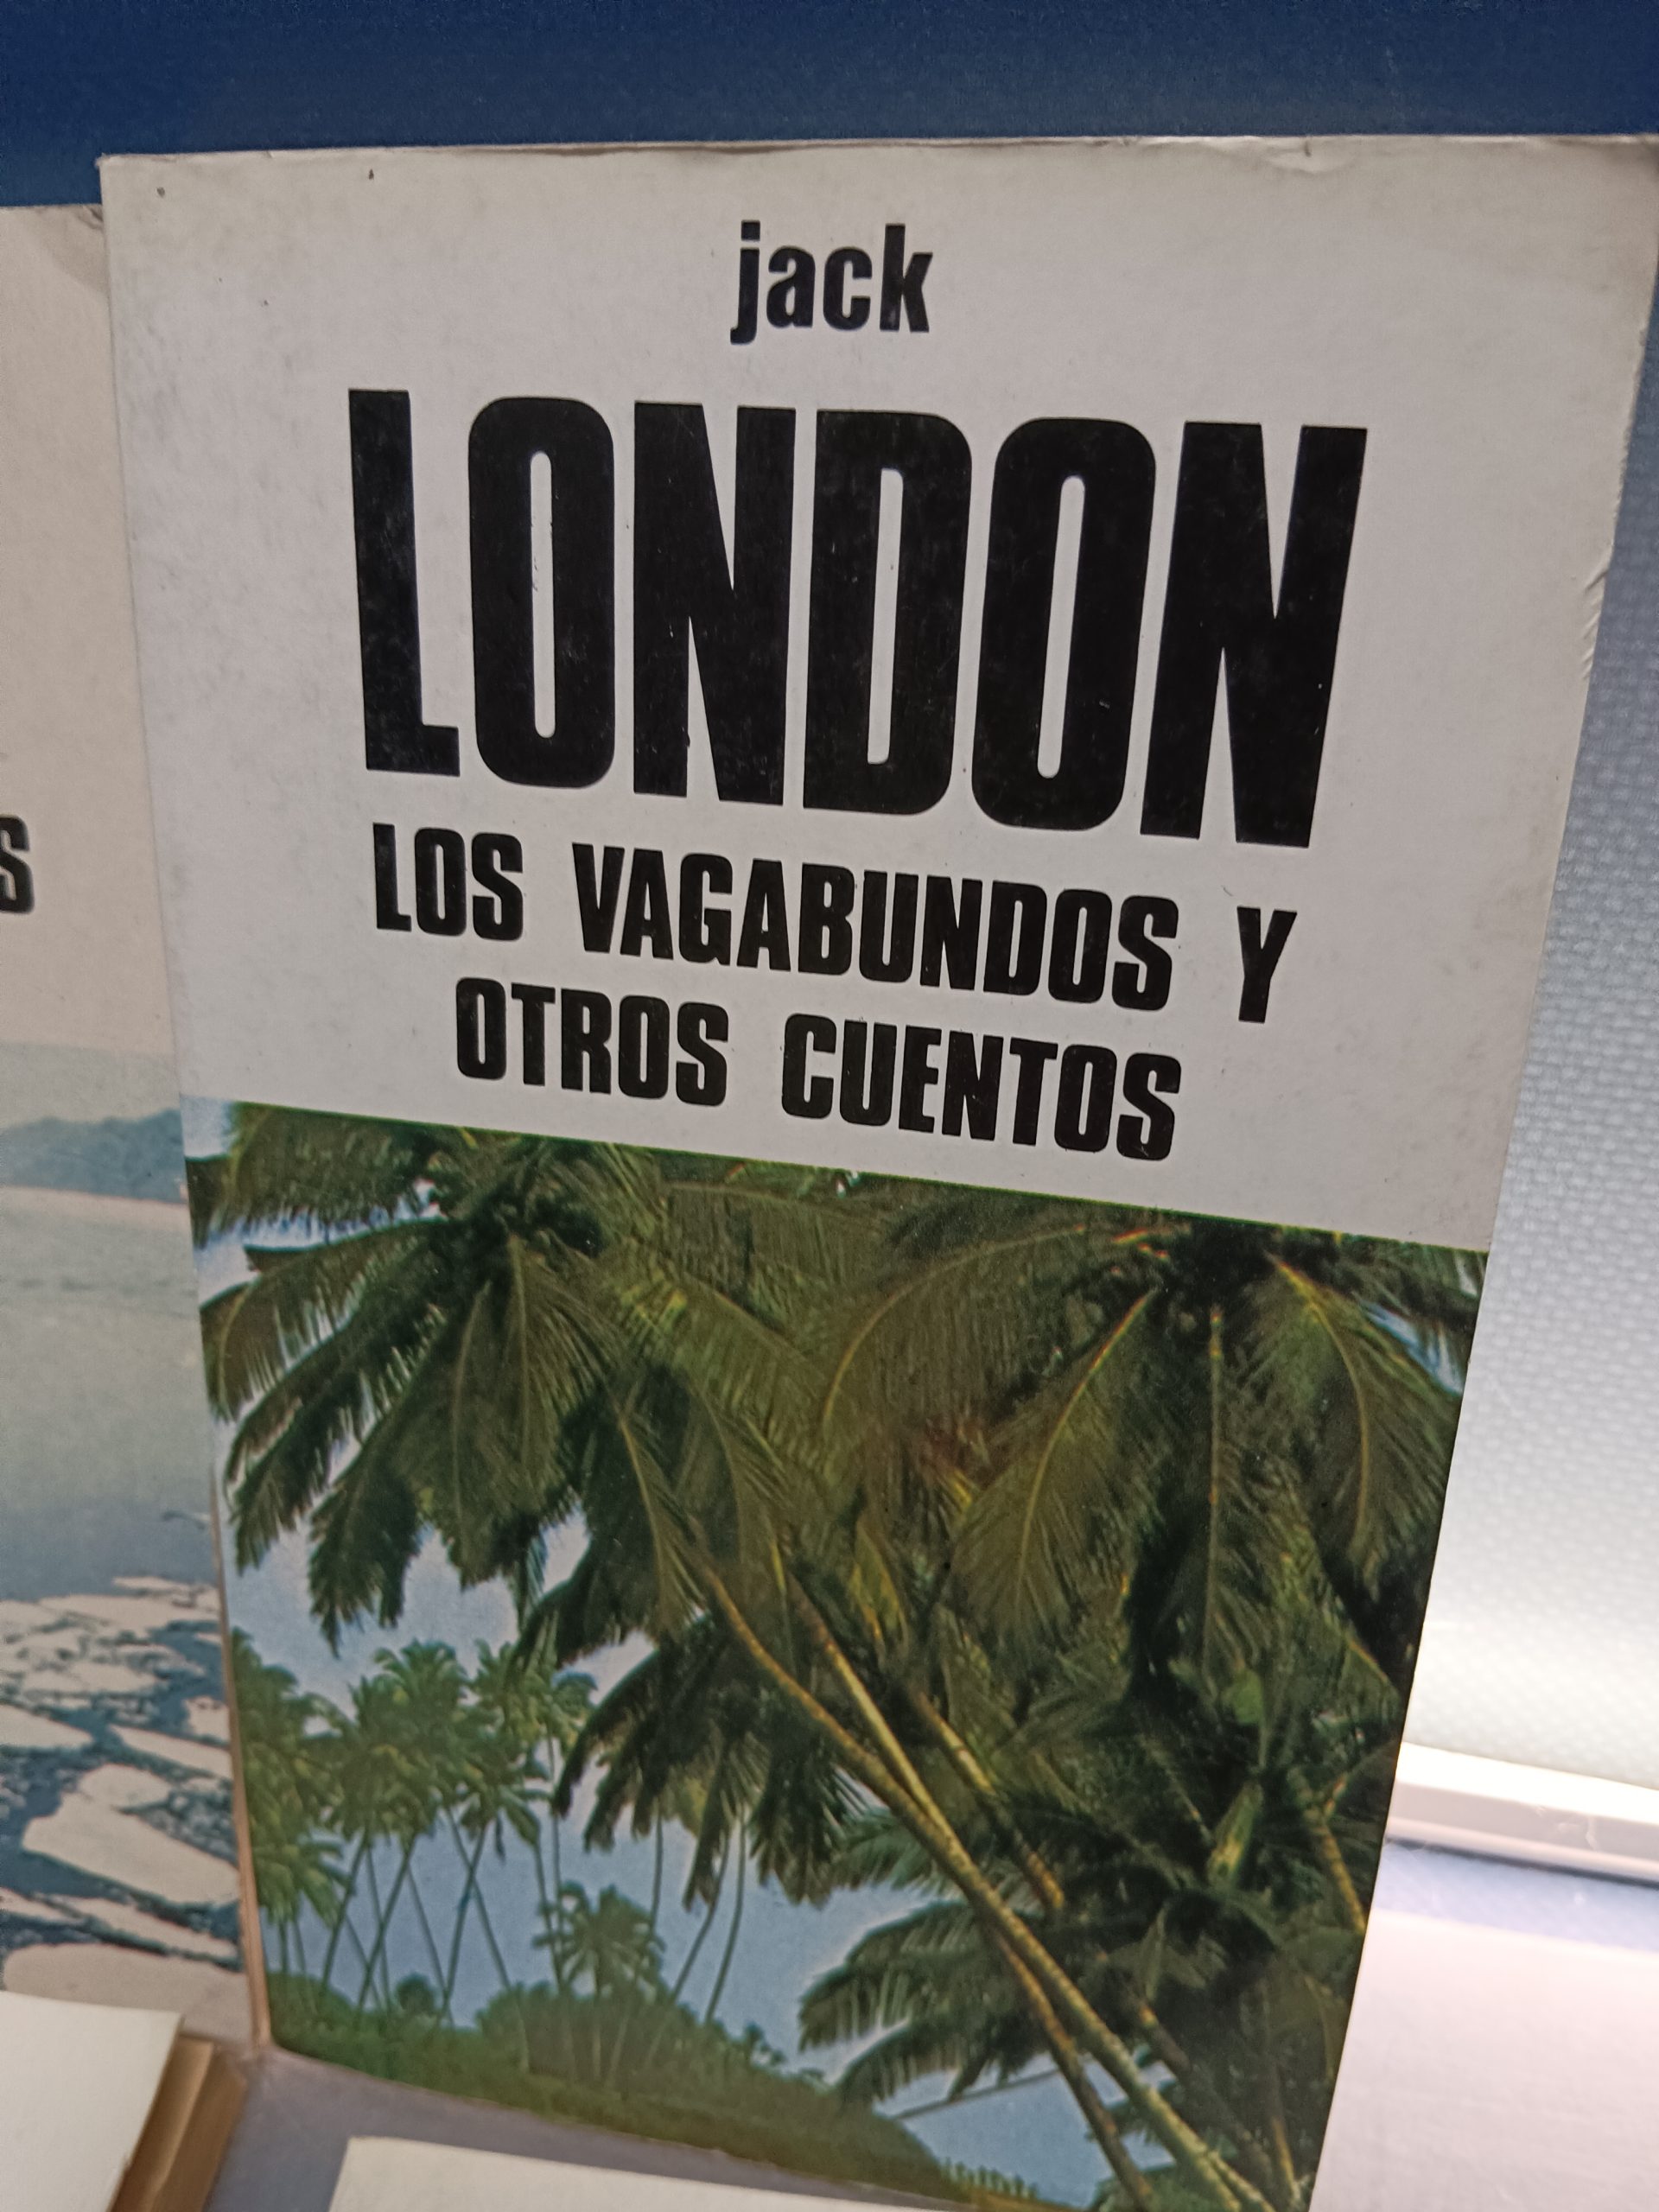 jack
LONDON
LOS VAGABUNDOS Y
OTROS CUENTOS
S